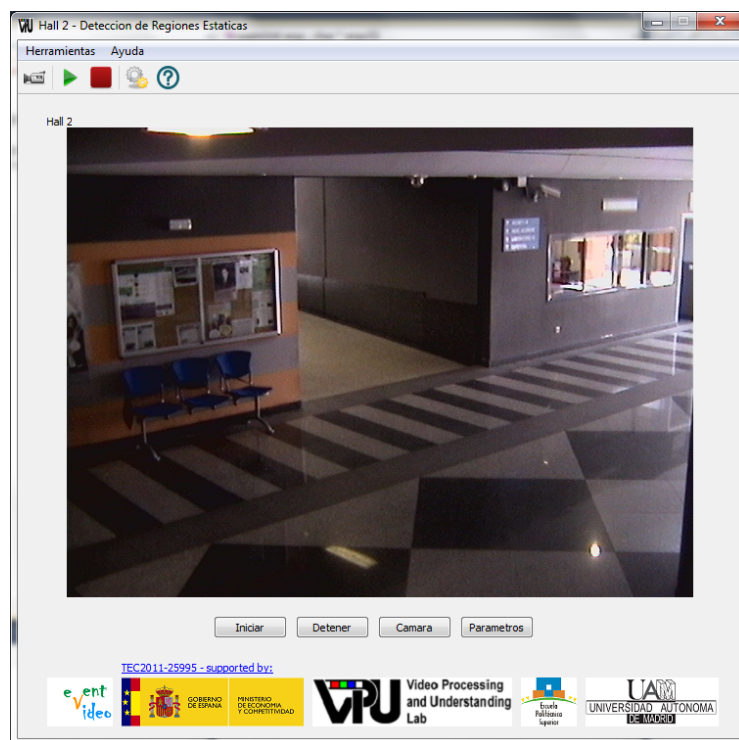 Hall 2 - Deteccion de Regiones Estaticas
Herramientas Ayuda
Hall 2
Iniciar Detener Camara Parametros
TEC2011-25995 - supported by:
event
Video
GOBIERNO
DE ESPAÑA
MINISTERIO
DE ECONOMIA
Y COMPETITIVIDAD
VPU
Video Processing
and Understanding
Lab
Escuela
Politécnica
Superior
UAM
UNIVERSIDAD AUTONOMA
DE MADRID